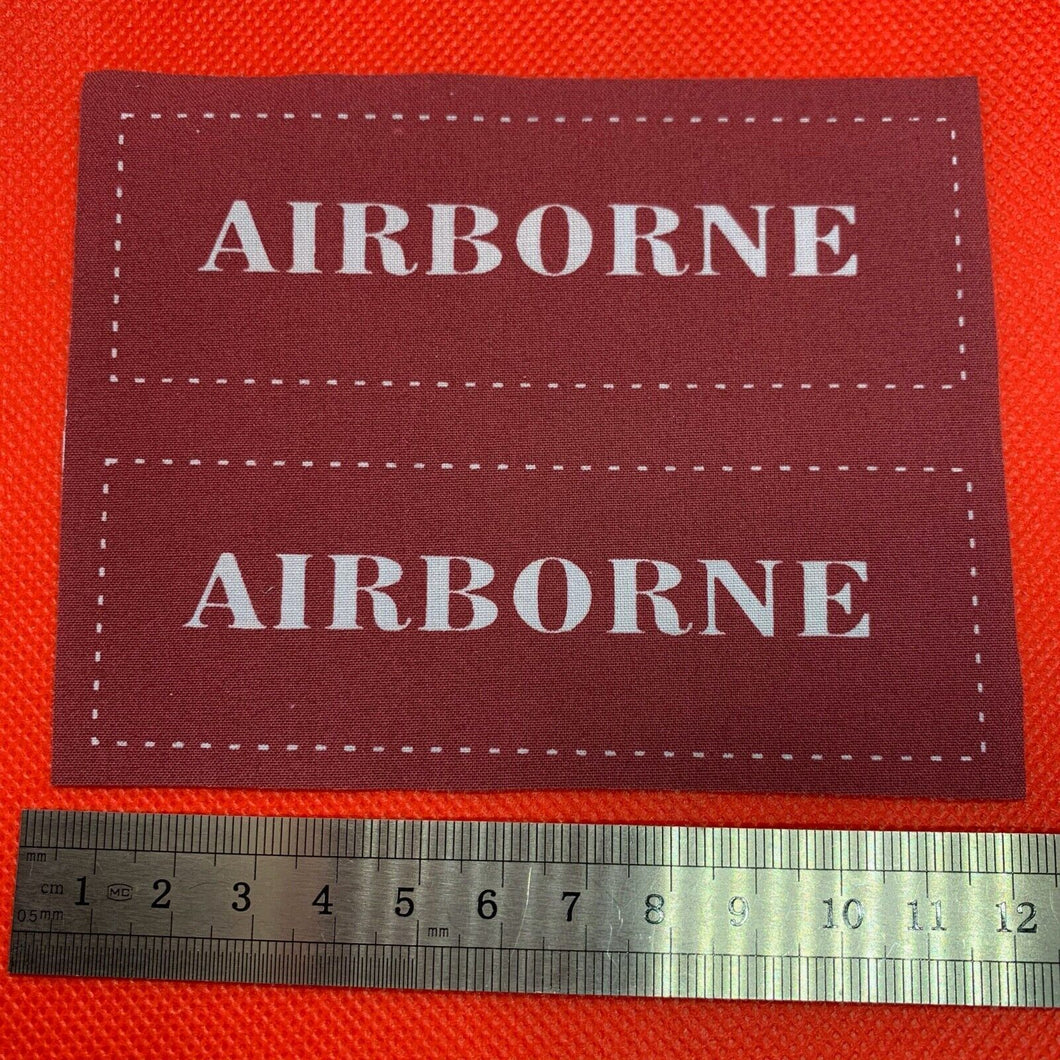 AIRBORNE
AIRBORNE
mm
cm 1 MC 2 3 4 5 6 7 8 9 10 11 12
0.5mm mm